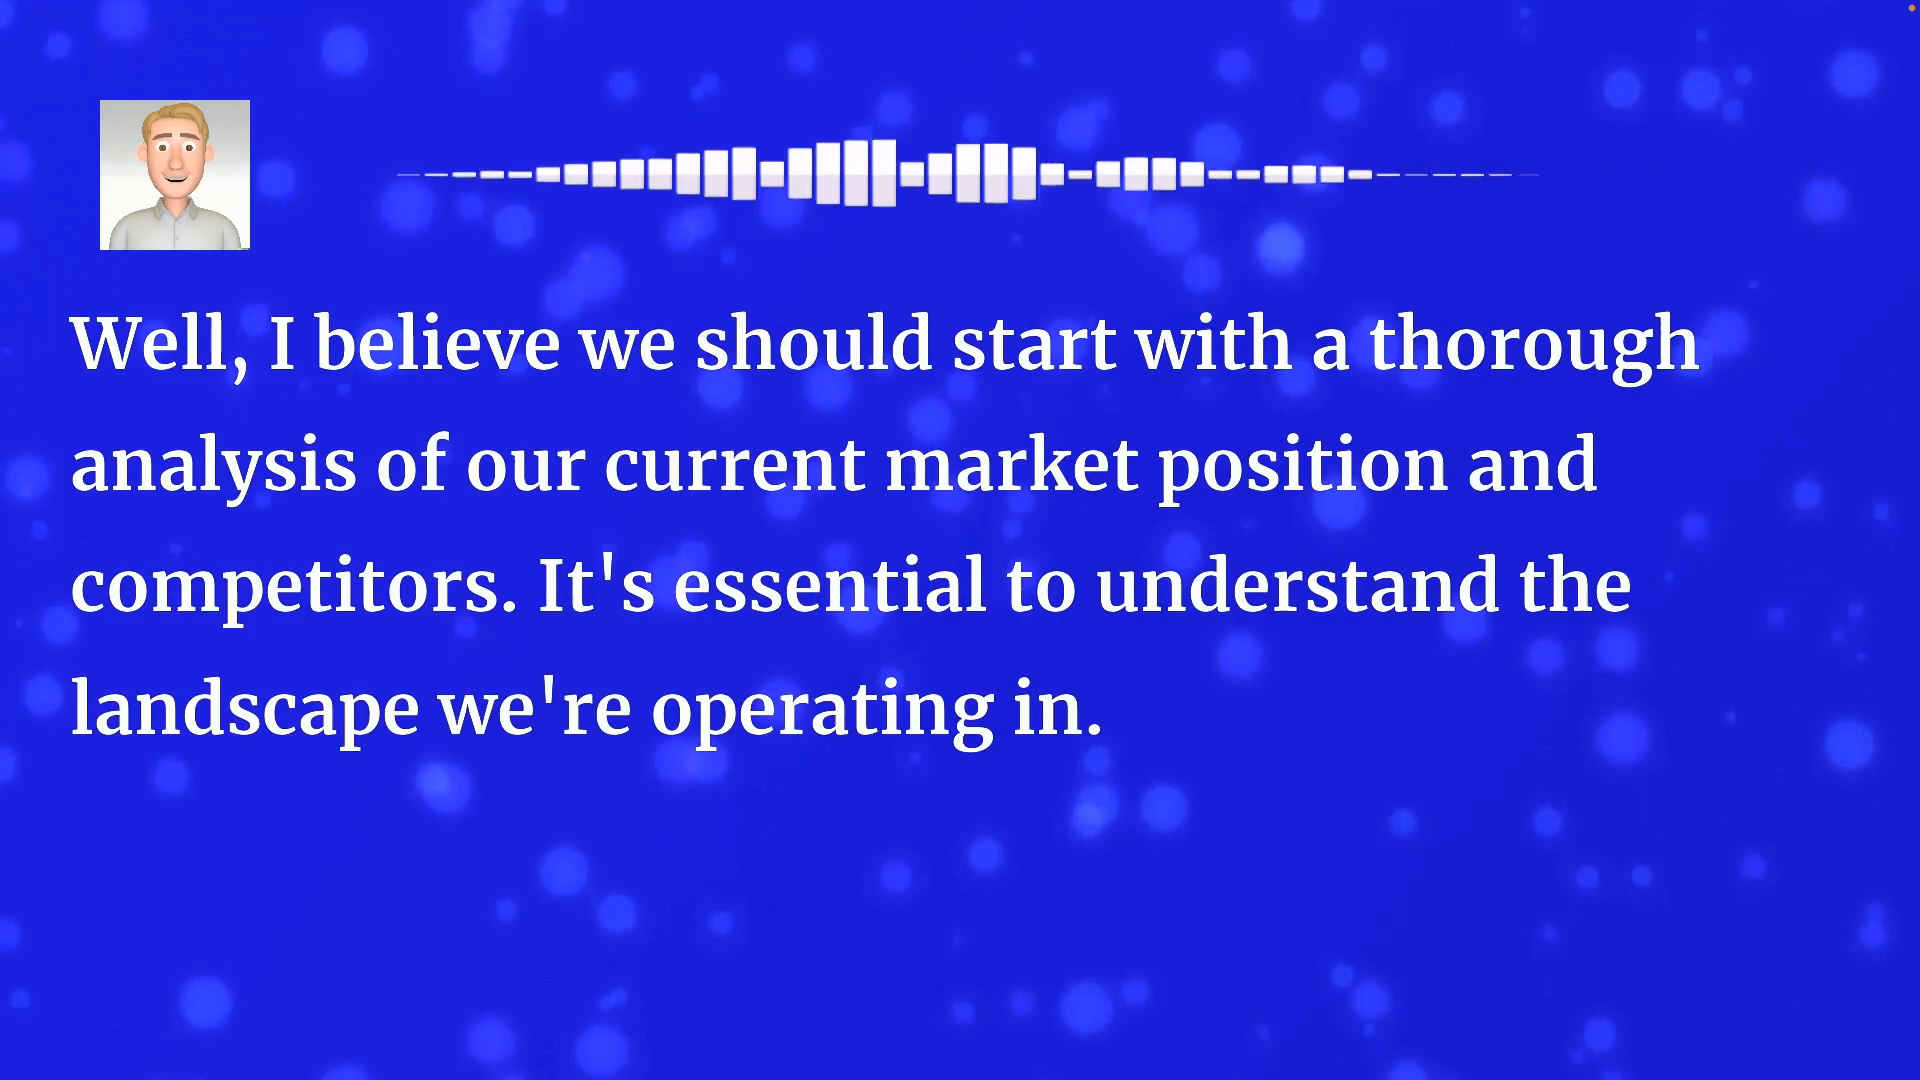 Well, I believe we should start with a thorough
analysis of our current market position and
competitors. It's essential to understand the
landscape we're operating in.